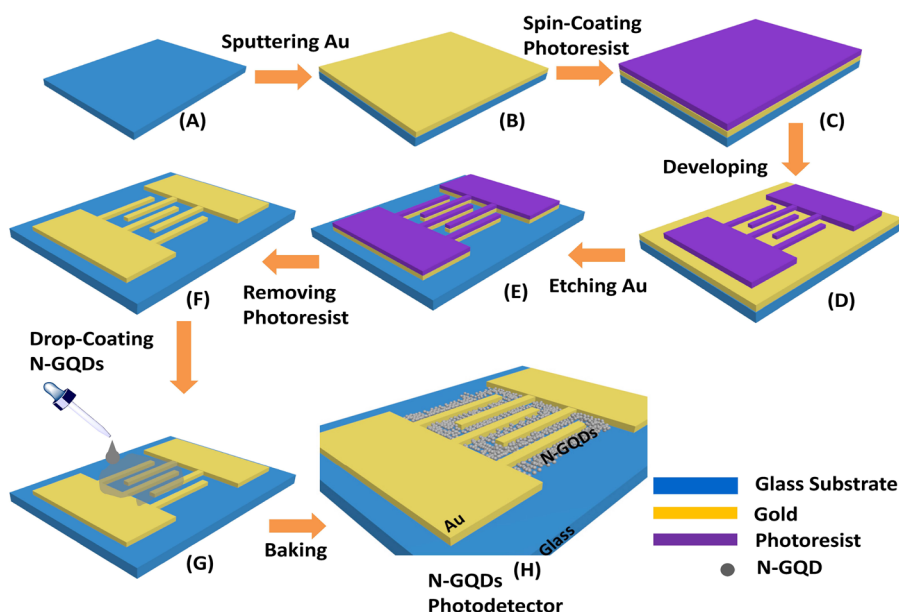 Sputtering Au
Spin-Coating
Photoresist
(A)
(B)
(C)
Developing
(D)
Etching Au
(E)
Removing
Photoresist
(F)
Drop-Coating
N-GQDs
(G)
Baking
N-GQDs
Au
Glass
(H)
N-GQDs
Photodetector
Glass Substrate
Gold
Photoresist
N-GQD